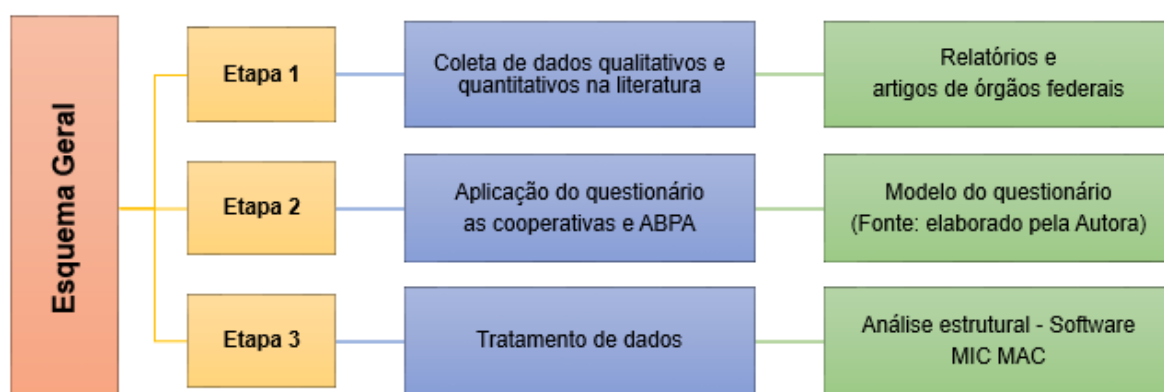 Esquema Geral
Etapa 1
Coleta de dados qualitativos e
quantitativos na literatura
Relatórios e
artigos de órgãos federais
Etapa 2
Aplicação do questionário
as cooperativas e ABPA
Modelo do questionário
(Fonte: elaborado pela Autora)
Etapa 3
Tratamento de dados
Análise estrutural - Software
MIC MAC